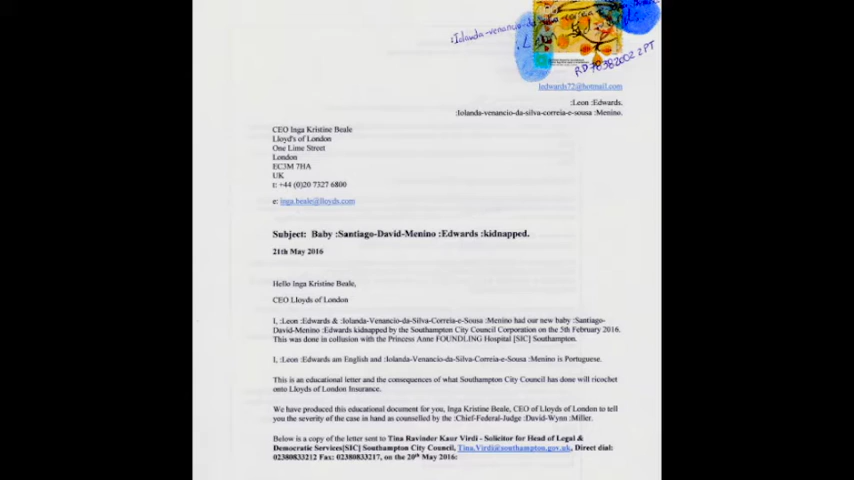 :Iolanda-venancio-da-silva-correia-e-sousa
RD 7838 2002 2PT
ledwards72@hotmail.com
:Leon :Edwards.
:Iolanda-venancio-da-silva-correia-e-sousa :Menino.
CEO Inga Kristine Beale
Lloyd's of London
One Lime Street
London
EC3M 7HA
UK
t: +44 (0)20 7327 6800
e: inga.beale@lloyds.com
Subject: Baby :Santiago-David-Menino :Edwards :kidnapped.
21th May 2016
Hello Inga Kristine Beale,
CEO Lloyds of London
I, :Leon :Edwards & :Iolanda-Venancio-da-Silva-Correia-e-Sousa :Menino had our new baby :Santiago-
David-Menino :Edwards kidnapped by the Southampton City Council Corporation on the 5th February 2016.
This was done in collusion with the Princess Anne FOUNDLING Hospital [SIC] Southampton.
I, :Leon :Edwards am English and :Iolanda-Venancio-da-Silva-Correia-e-Sousa :Menino is Portuguese.
This is an educational letter and the consequences of what Southampton City Council has done will ricochet
onto Lloyds of London Insurance.
We have produced this educational document for you, Inga Kristine Beale, CEO of Lloyds of London to tell
you the severity of the case in hand as counselled by the :Chief-Federal-Judge :David-Wynn :Miller.
Below is a copy of the letter sent to Tina Ravinder Kaur Virdi - Solicitor for Head of Legal &
Democratic Services[SIC] Southampton City Council, Tina.Virdi@southampton.gov.uk, Direct dial:
02380833212 Fax: 02380833217, on the 20th May 2016: